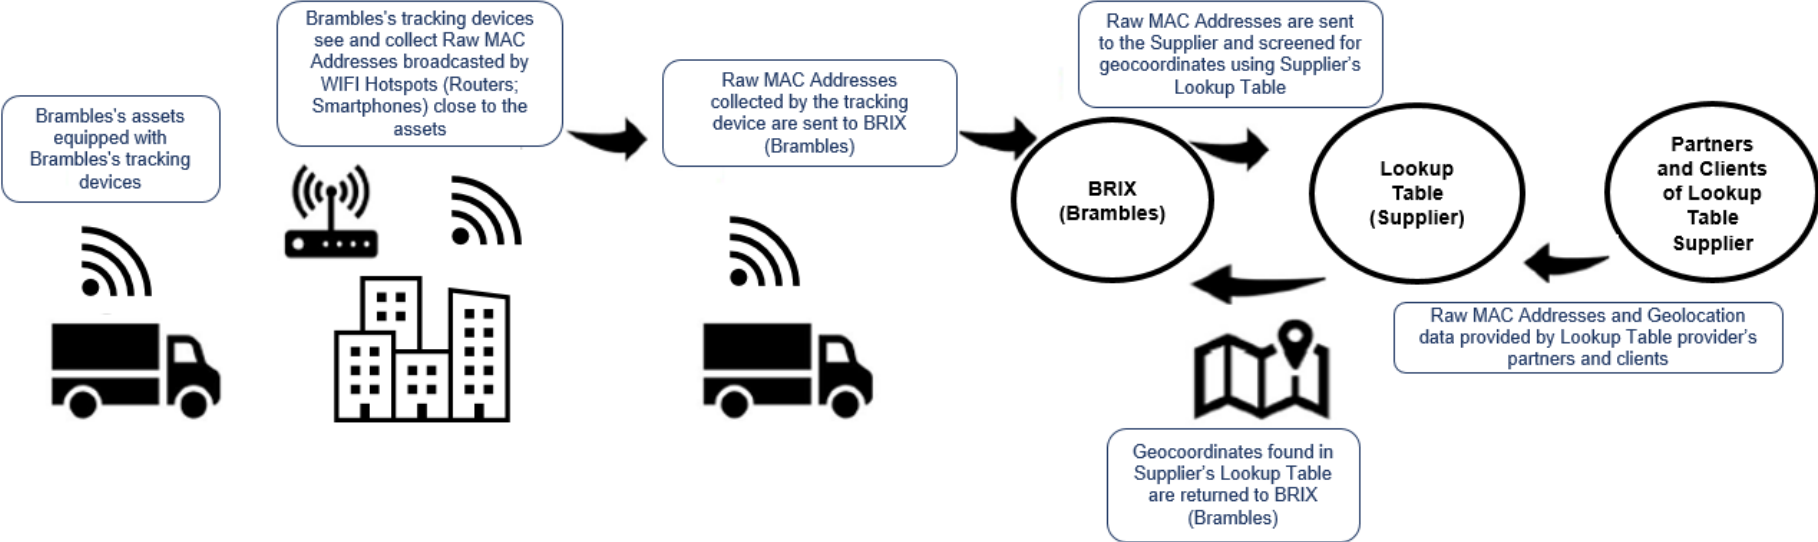 Brambles's assets
equipped with
Brambles's tracking
devices
Brambles's tracking devices
see and collect Raw MAC
Addresses broadcasted by
WIFI Hotspots (Routers;
Smartphones) close to the
assets
Raw MAC Addresses
collected by the tracking
device are sent to BRIX
(Brambles)
Raw MAC Addresses are sent
to the Supplier and screened for
geocoordinates using Supplier's
Lookup Table
BRIX
(Brambles)
Lookup
Table
(Supplier)
Partners
and Clients
of Lookup
Table
Supplier
Raw MAC Addresses and Geolocation
data provided by Lookup Table provider's
partners and clients
Geocoordinates found in
Supplier's Lookup Table
are returned to BRIX
(Brambles)